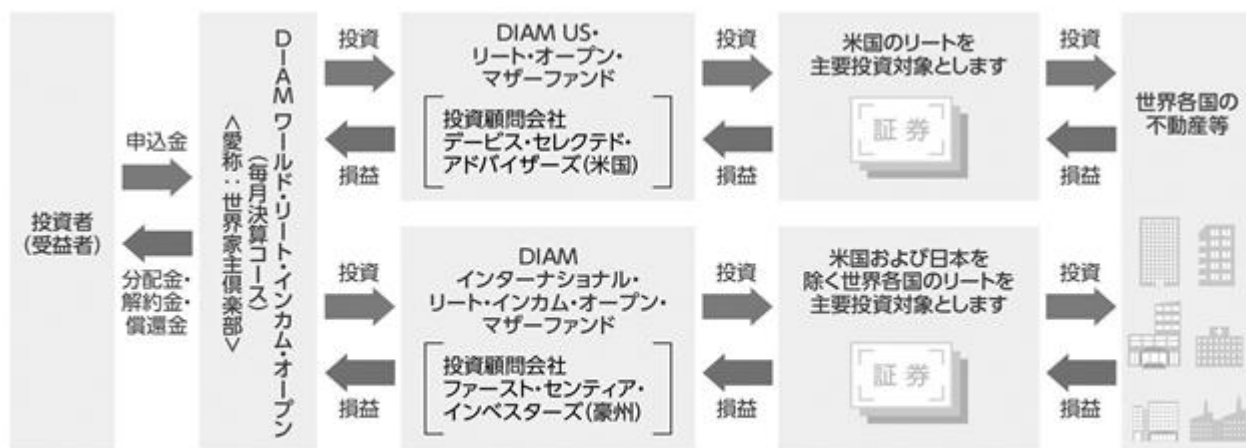 投資者
(受益者)
申込金
分配金・
解約金・
償還金
DIAM ワールド・リート・インカム・オープン
(毎月決算コース)
<愛称:世界家主倶楽部>
投資
損益
DIAM US・
リート・オープン・
マザーファンド
投資顧問会社
デービス・セレクテド・
アドバイザーズ(米国)
投資
損益
米国のリートを
主要投資対象とします
証券
投資
損益
投資
損益
DIAM
インターナショナル・
リート・インカム・オープン・
マザーファンド
投資顧問会社
ファースト・センティア・
インベスターズ(豪州)
投資
損益
米国および日本を
除く世界各国のリートを
主要投資対象とします
証券
投資
損益
世界各国の
不動産等